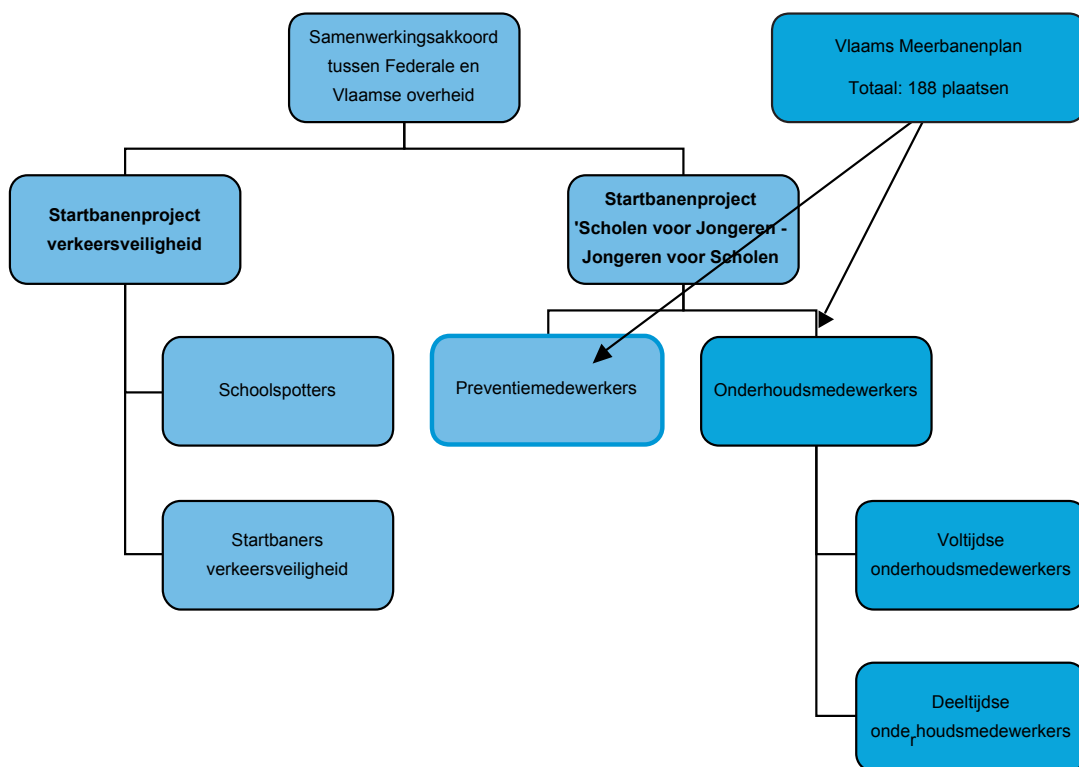 Samenwerkingsakkoord
tussen Federale en
Vlaamse overheid
Vlaams Meerbanenplan
Totaal: 188 plaatsen
Startbanenproject
verkeersveiligheid
Startbanenproject
'Scholen voor Jongeren -
Jongeren voor Scholen
Schoolspotters
Preventiemedewerkers
Onderhoudsmedewerkers
Startbaners
verkeersveiligheid
Voltijdse
onderhoudsmedewerkers
Deeltijdse
onderhoudsmedewerkers